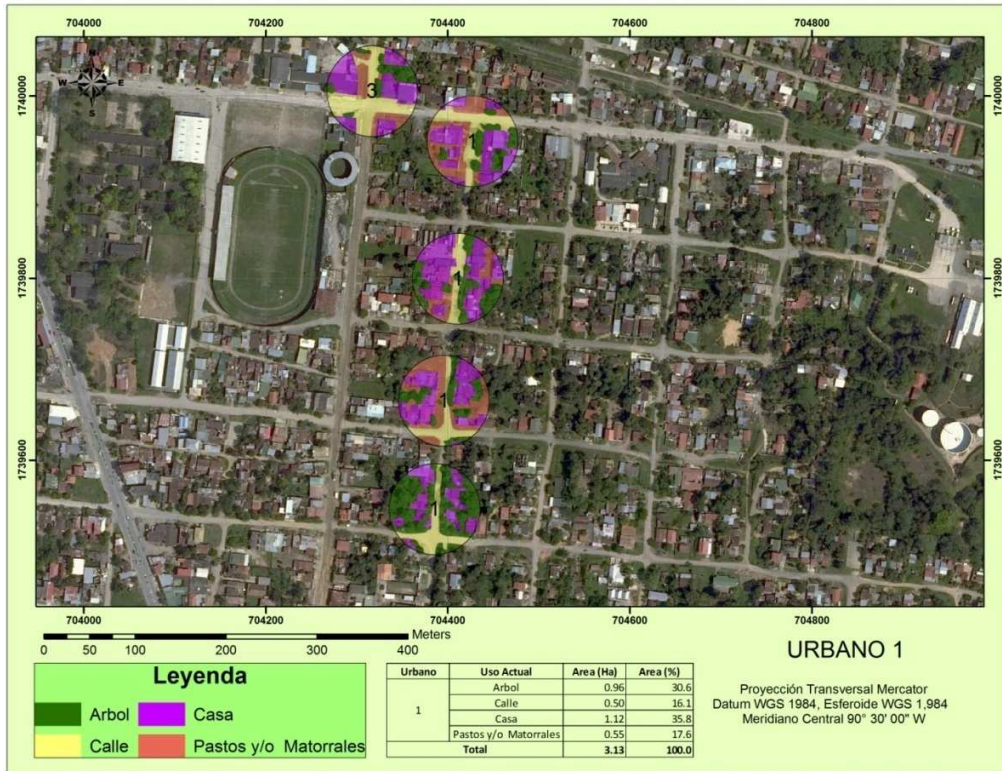 704000 704200 704400 704600 704800
N
W E
S
1740000 1740000
3
1739800 1739800
1
1
1739600 1739600
1
704000 704200 704400 704600 704800
Meters
0 50 100 200 300 400
Leyenda
Arbol Casa
Calle Pastos y/o Matorrales
Urbano Uso Actual Area (Ha) Area (%)
1
Arbol 0.96 30.6
Calle 0.50 16.1
Casa 1.12 35.8
Pastos y/o Matorrales 0.55 17.6
Total 3.13 100.0
URBANO 1
Proyección Transversal Mercator
Datum WGS 1984, Esferoide WGS 1,984
Meridiano Central 90° 30' 00" W